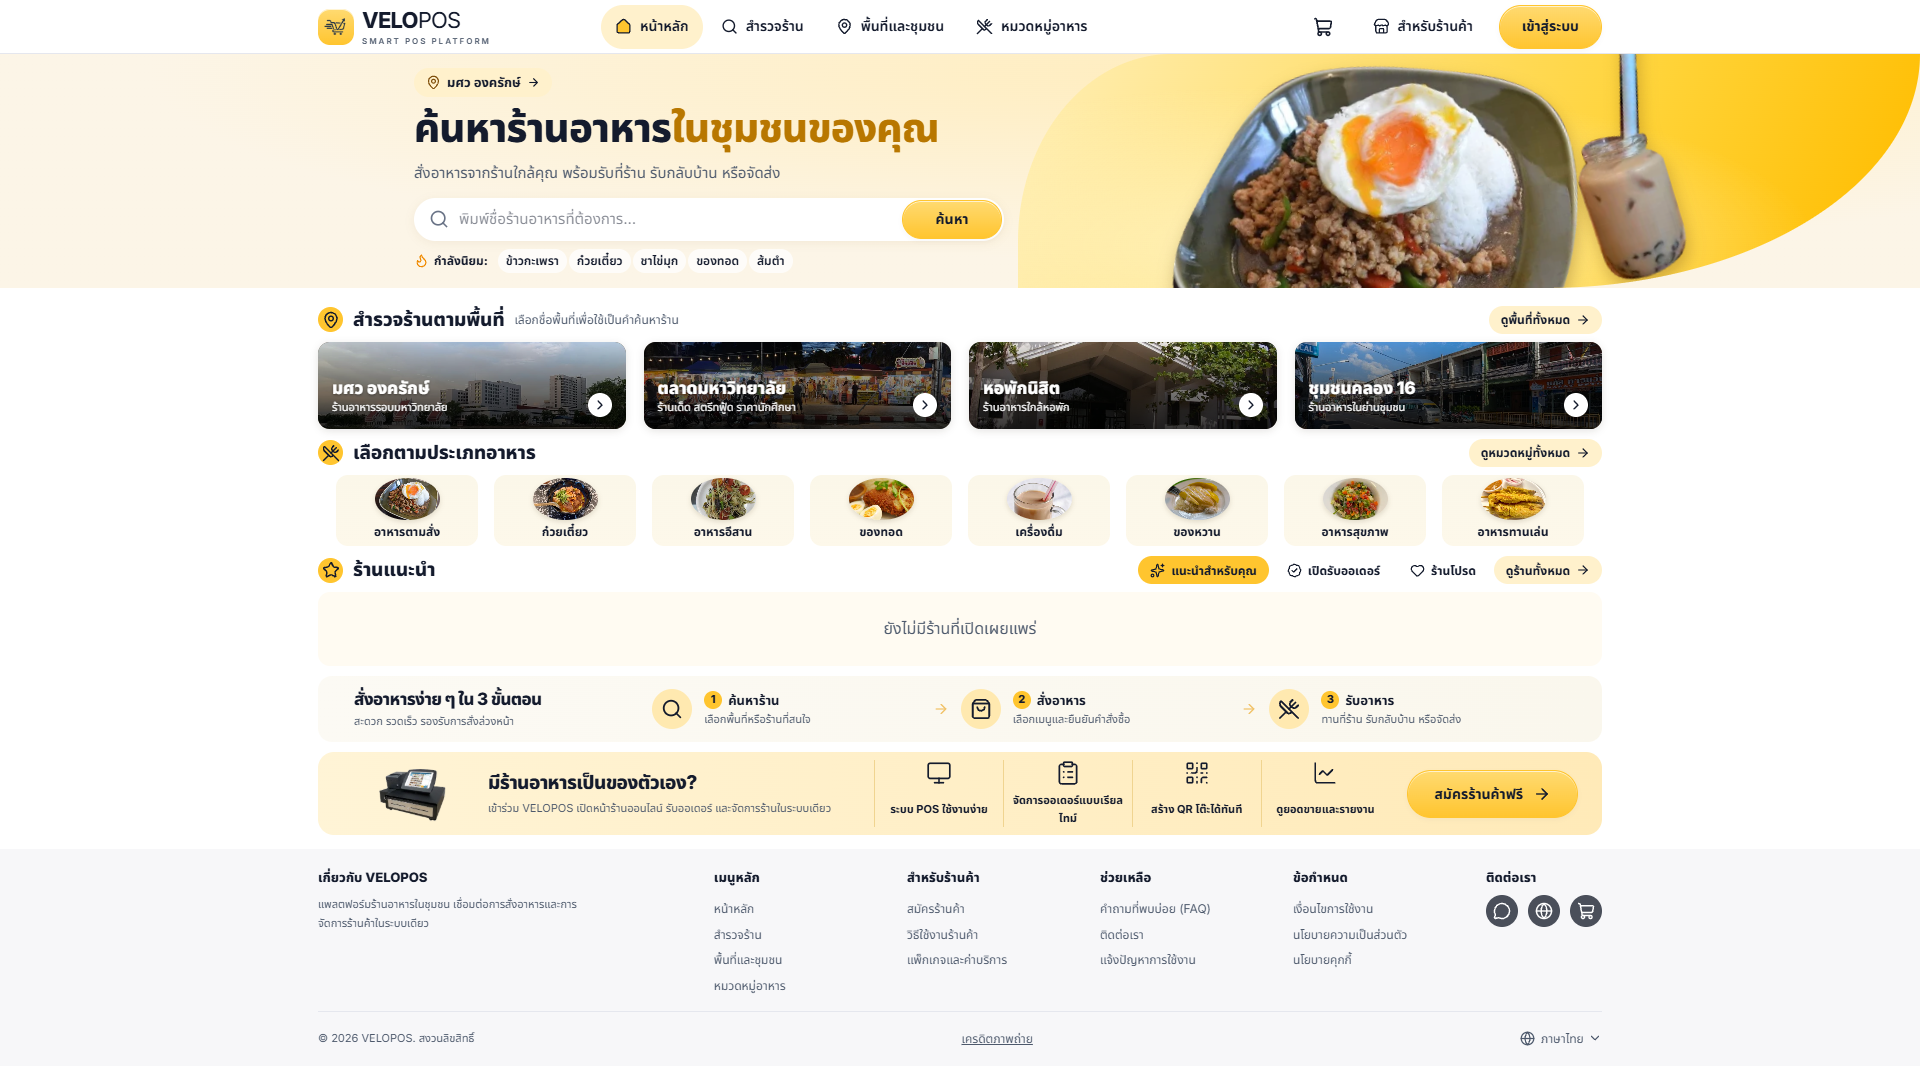 VELOPOS
SMART POS PLATFORM
หน้าหลัก
สำรวจร้าน
พื้นที่และชุมชน
หมวดหมู่อาหาร
สำหรับร้านค้า
เข้าสู่ระบบ
มศว องครักษ์
ค้นหาร้านอาหารในชุมชนของคุณ
สั่งอาหารจากร้านใกล้คุณ พร้อมรับที่ร้าน รับกลับบ้าน หรือจัดส่ง
พิมพ์ชื่อร้านอาหารที่ต้องการ...
ค้นหา
กำลังนิยม: ข้าวกะเพรา ก๋วยเตี๋ยว ชาไข่มุก ของทอด ส้มตำ
สำรวจร้านตามพื้นที่ เลือกชื่อพื้นที่เพื่อใช้เป็นคำค้นหาร้าน
ดูพื้นที่ทั้งหมด
มศว องครักษ์
ร้านอาหารรอบมหาวิทยาลัย
ตลาดมหาวิทยาลัย
ร้านเด็ด สตรีทฟู้ด ราคานักศึกษา
หอพักนิสิต
ร้านอาหารใกล้หอพัก
ชุมชนคลอง 16
ร้านอาหารในย่านชุมชน
เลือกตามประเภทอาหาร
ดูหมวดหมู่ทั้งหมด
อาหารตามสั่ง
ก๋วยเตี๋ยว
อาหารอีสาน
ของทอด
เครื่องดื่ม
ของหวาน
อาหารสุขภาพ
อาหารทานเล่น
ร้านแนะนำ
แนะนำสำหรับคุณ
เปิดรับออเดอร์
ร้านโปรด
ดูร้านทั้งหมด
ยังไม่มีร้านที่เปิดเผยแพร่
สั่งอาหารง่าย ๆ ใน 3 ขั้นตอน
สะดวก รวดเร็ว รองรับการสั่งล่วงหน้า
1 ค้นหาร้าน
เลือกพื้นที่หรือร้านที่สนใจ
2 สั่งอาหาร
เลือกเมนูและยืนยันคำสั่งซื้อ
3 รับอาหาร
ทานที่ร้าน รับกลับบ้าน หรือจัดส่ง
มีร้านอาหารเป็นของตัวเอง?
เข้าร่วม VELOPOS เปิดหน้าร้านออนไลน์ รับออเดอร์ และจัดการร้านในระบบเดียว
ระบบ POS ใช้งานง่าย
จัดการออเดอร์แบบเรียล
ไทม์
สร้าง QR โต๊ะได้ทันที
ดูยอดขายและรายงาน
สมัครร้านค้าฟรี
เกี่ยวกับ VELOPOS
แพลตฟอร์มร้านอาหารในชุมชน เชื่อมต่อการสั่งอาหารและการ
จัดการร้านค้าในระบบเดียว
เมนูหลัก
หน้าหลัก
สำรวจร้าน
พื้นที่และชุมชน
หมวดหมู่อาหาร
สำหรับร้านค้า
สมัครร้านค้า
วิธีใช้งานร้านค้า
แพ็กเกจและค่าบริการ
ช่วยเหลือ
คำถามที่พบบ่อย (FAQ)
ติดต่อเรา
แจ้งปัญหาการใช้งาน
ข้อกำหนด
เงื่อนไขการใช้งาน
นโยบายความเป็นส่วนตัว
นโยบายคุกกี้
ติดต่อเรา
© 2026 VELOPOS. สงวนลิขสิทธิ์
เครดิตภาพถ่าย
ภาษาไทย